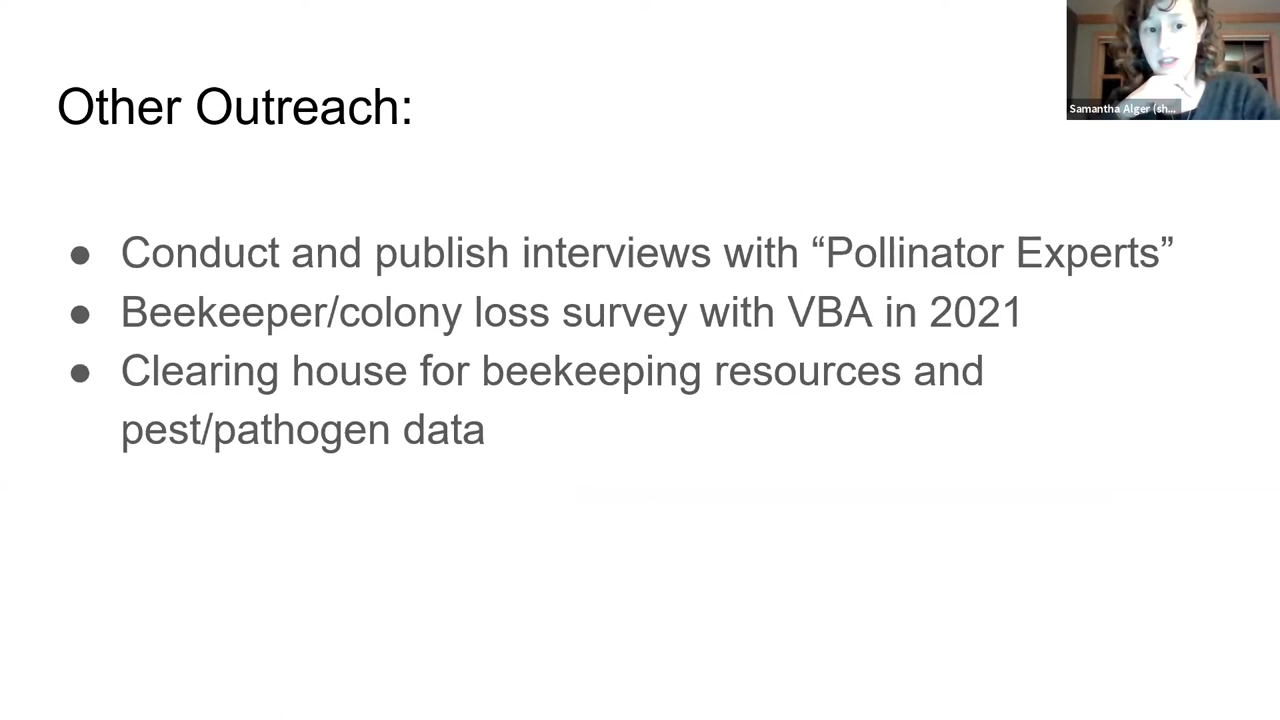 Samantha Alger (sh...
Other Outreach:
● Conduct and publish interviews with “Pollinator Experts”
● Beekeeper/colony loss survey with VBA in 2021
● Clearing house for beekeeping resources and
pest/pathogen data